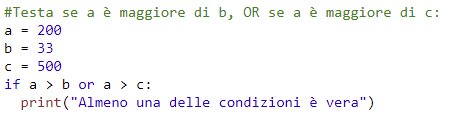 #Testa se a è maggiore di b, OR se a è maggiore di c:
a = 200
b = 33
c = 500
if a > b or a > c:
  print("Almeno una delle condizioni è vera")